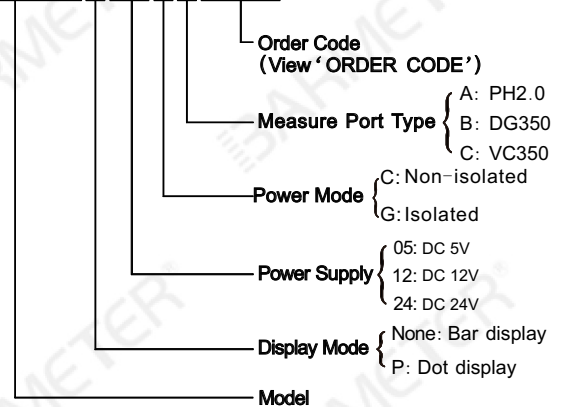 Order Code
(View ‘ORDER CODE’)
Measure Port Type
A: PH2.0
B: DG350
C: VC350
Power Mode
C: Non-isolated
G: Isolated
Power Supply
05: DC 5V
12: DC 12V
24: DC 24V
Display Mode
None: Bar display
P: Dot display
Model